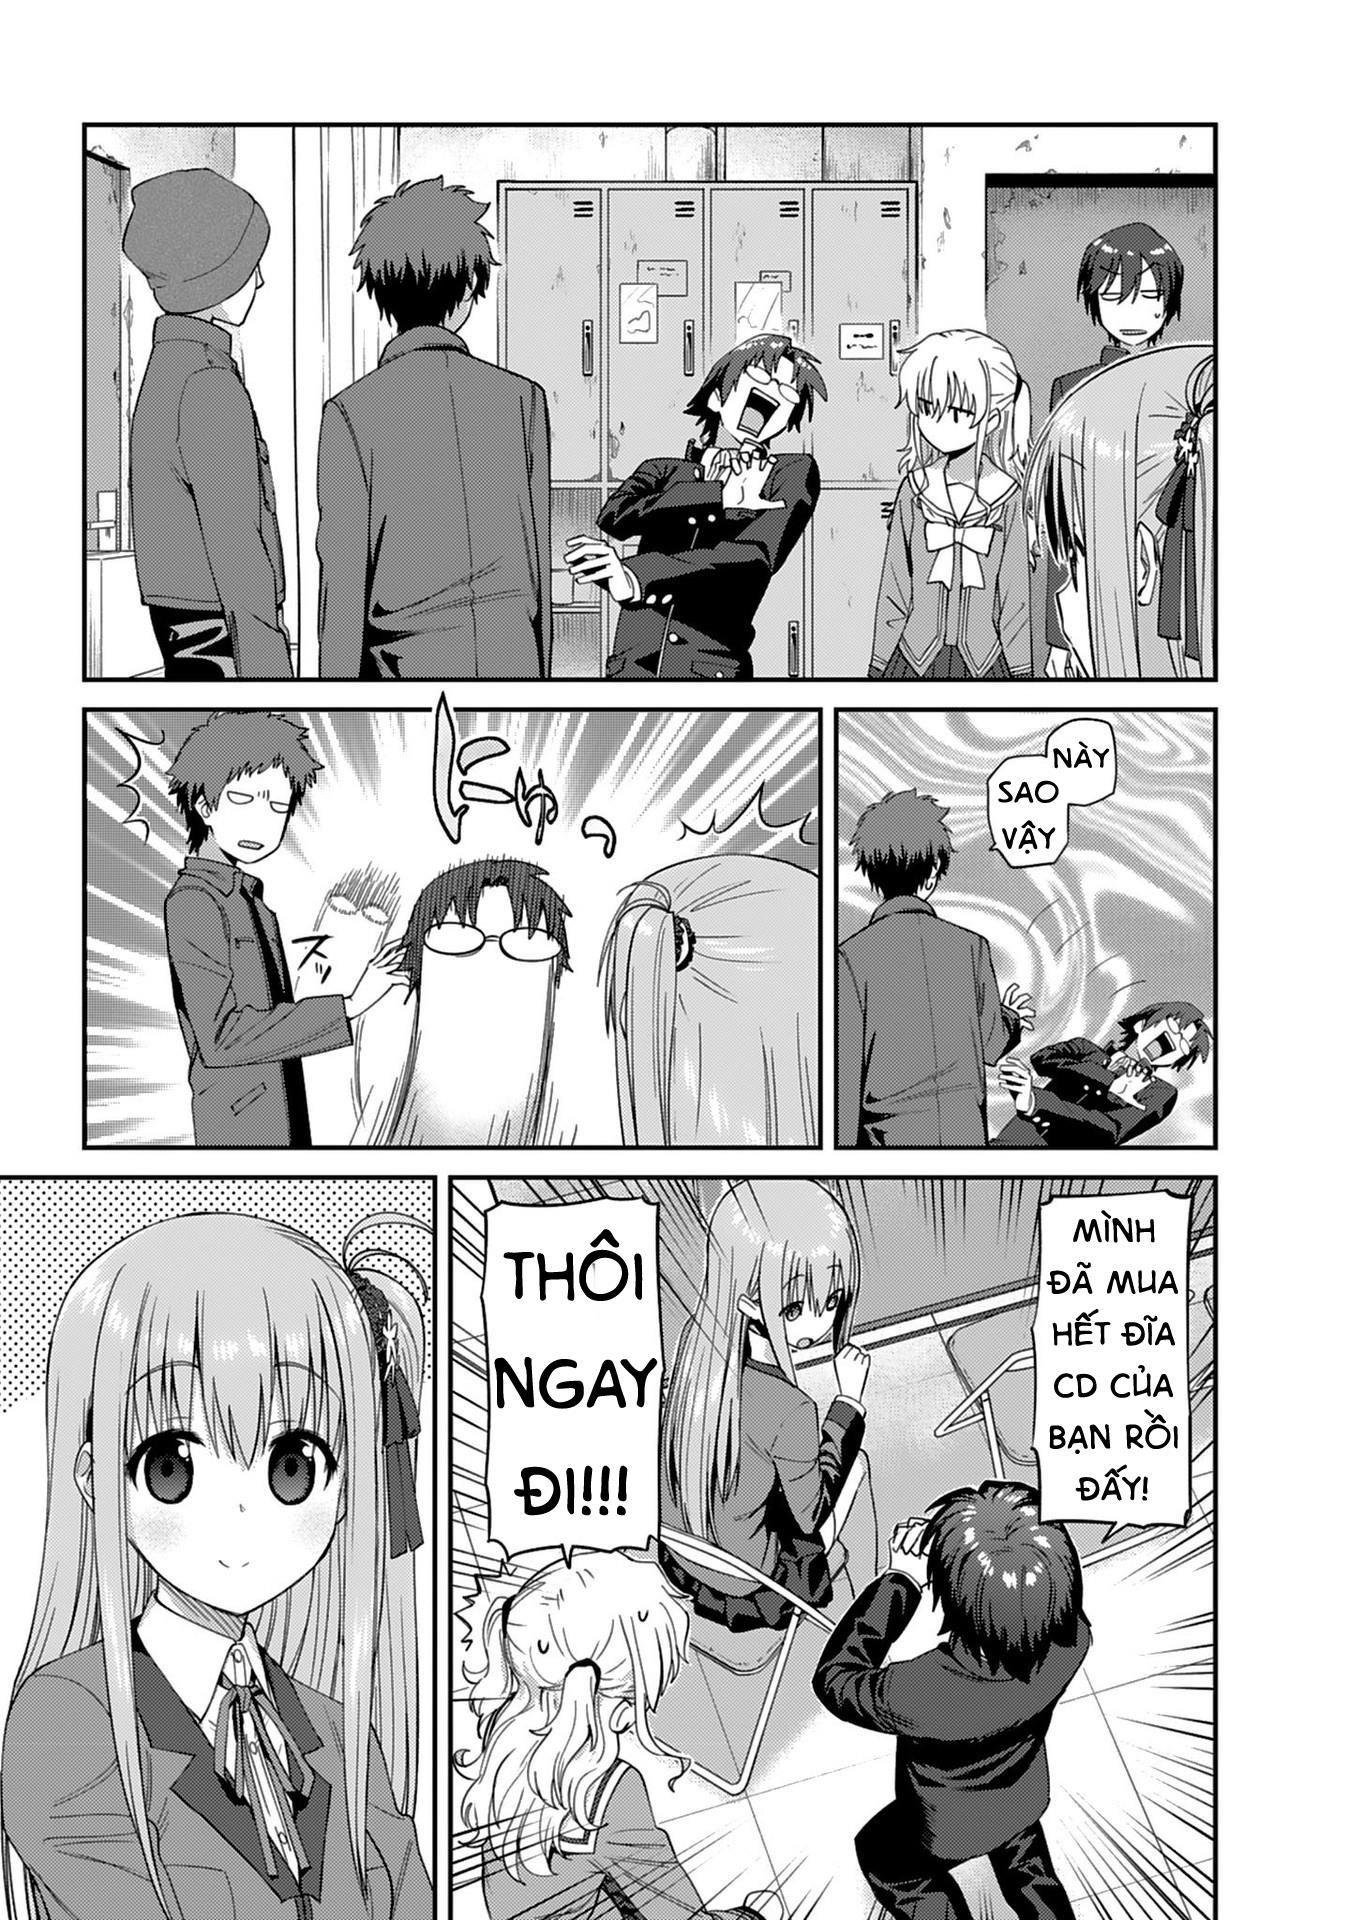 NÀY
SAO
VẬY
にゅっ
ズッ
MÌNH
ĐÃ MUA
HẾT ĐĨA
CD CỦA
BẠN RỒI
ĐẤY!
THÔI
NGAY
ĐI!!!